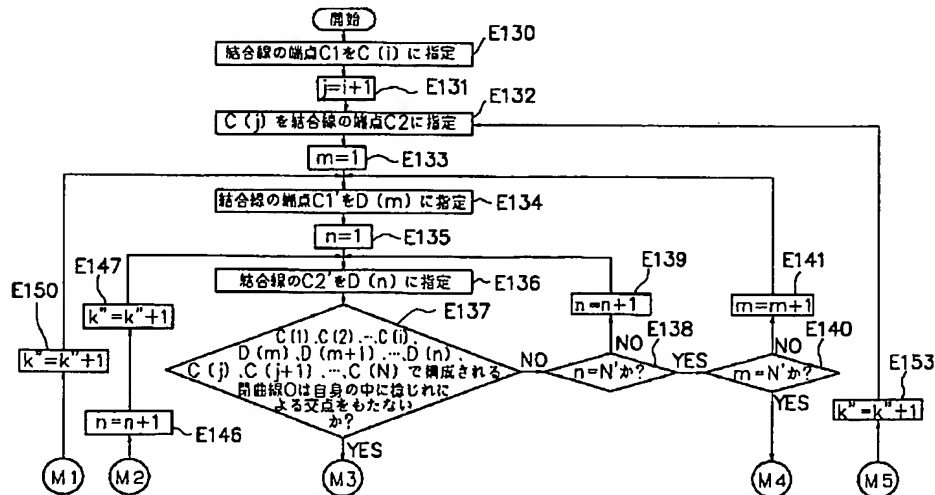 開始
E130
結合線の端点C1をC(i)に指定
j=i+1
E131
E132
C(j)を結合線の端点C2に指定
m=1
E133
結合線の端点C1'をD(m)に指定
E134
n=1
E135
E139
E141
E147
E136
結合線のC2'をD(n)に指定
E150
E137
n=n+1
m=m+1
k"=k"+1
C(1)、C(2)、…C(i)、
D(m)、D(m+1)、…D(n)、
C(j)、C(j+1)、…、C(N)で構成される
閉曲線Oは自身の中に捻じれ
による交点をもたない
か?
NO
E138
NO
E140
k"=k"+1
NO
n=N'か?
YES
m=N'か?
E153
YES
k"=k"+1
n=n+1
E146
YES
M1
M2
M3
M4
M5